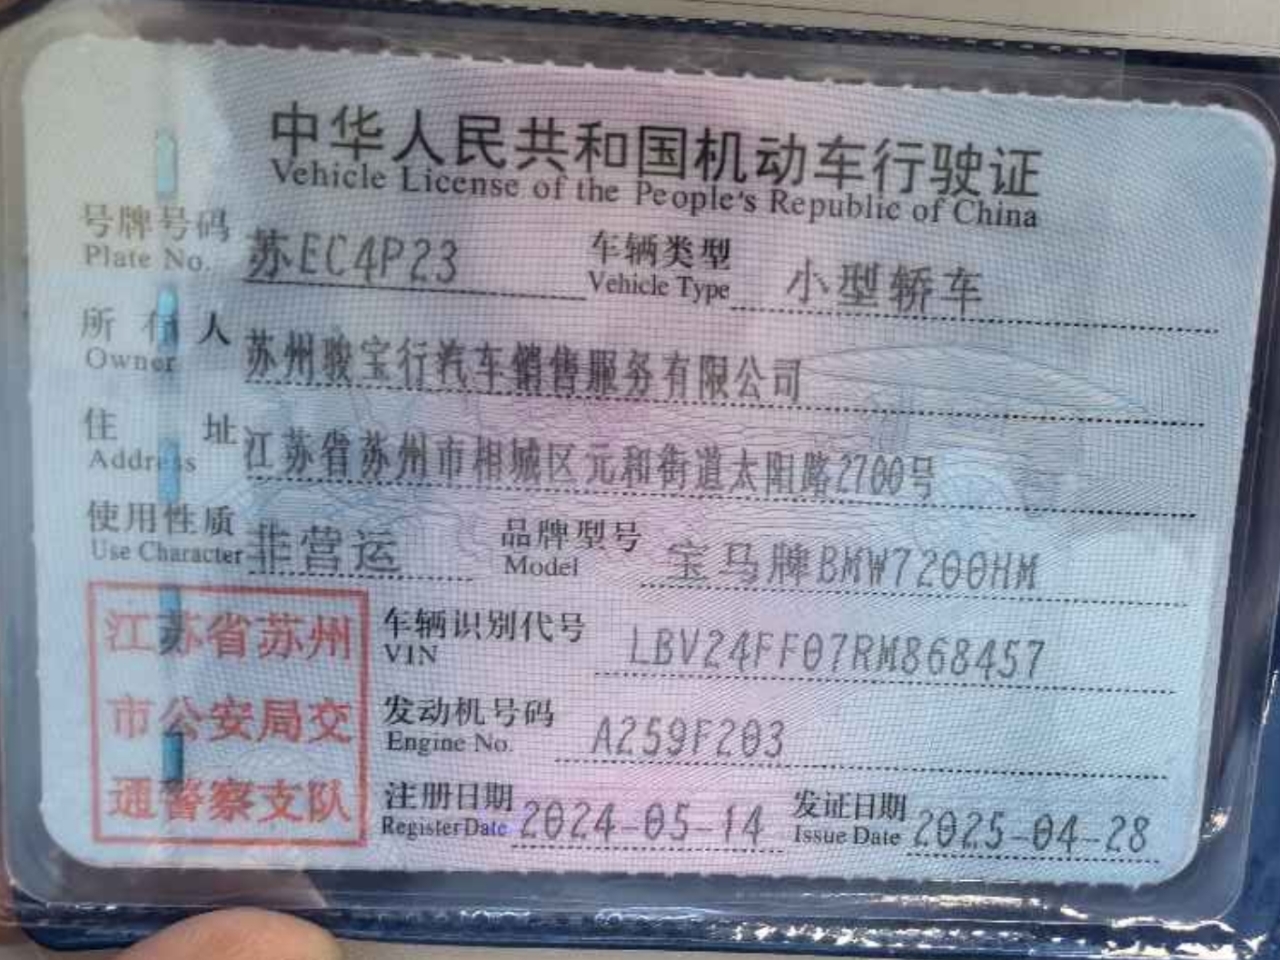 中华人民共和国机动车行驶证
Vehicle License of the People's Republic of China
号牌号码 苏EC4P23 车辆类型 小型轿车
Plate No. Vehicle Type
所有人 苏州骏宝行汽车销售服务有限公司
Owner
住址 江苏省苏州市相城区元和街道太阳路2700号
Address
使用性质 非营运 品牌型号 宝马牌BMW7200HM
Use Character Model
江苏省苏州
市公安局交
通警察支队
车辆识别代号 LBV24FF07RM868457
VIN
发动机号码 A259F203
Engine No.
注册日期 2024-05-14 发证日期 2025-04-28
Register Date Issue Date